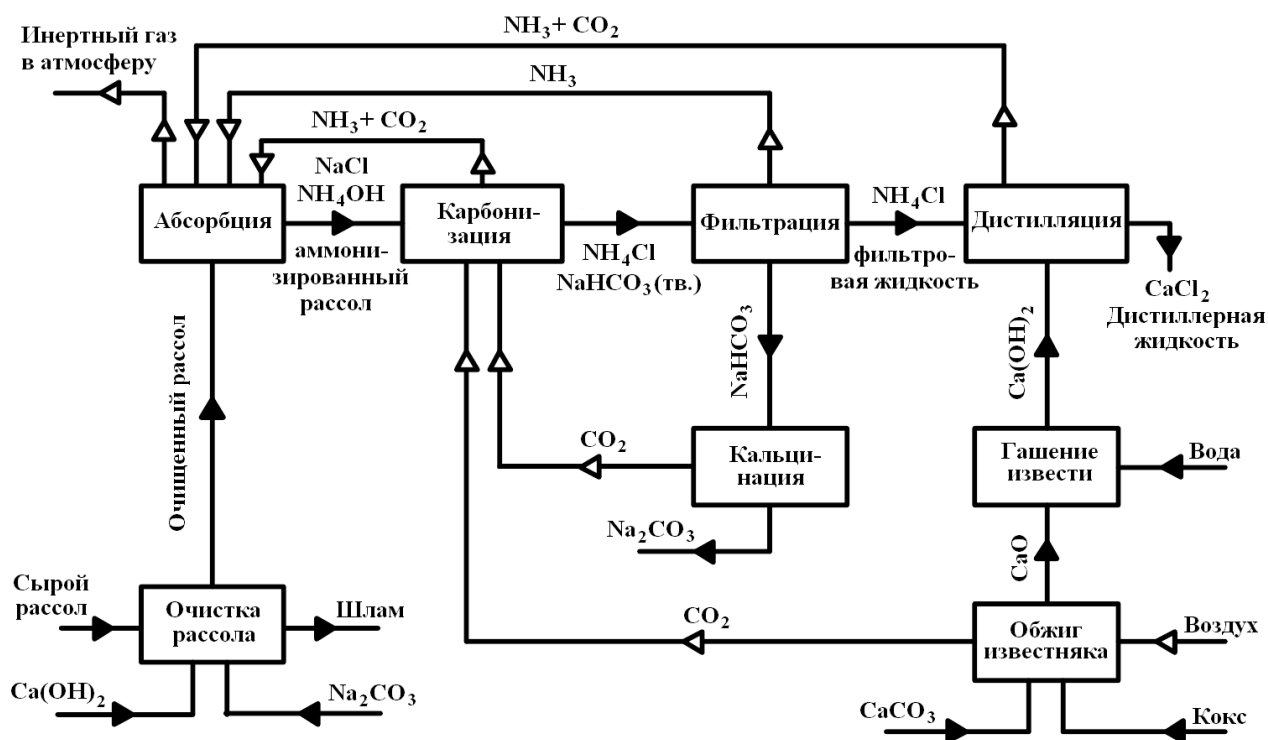 NH₃+ CO₂
Инертный газ
в атмосферу
NH₃
NH₃+ CO₂
NaCl
NH₄OH
Абсорбция
аммони-
зированный
рассол
Карбони-
зация
NH₄Cl
NaHCO₃(тв.)
Фильтрация
NH₄Cl
фильтро-
вая жидкость
Дистилляция
CaCl₂
Дистиллерная
жидкость
Очищенный рассол
NaHCO₃
Ca(OH)₂
CO₂
Кальци-
нация
Na₂CO₃
Гашение
извести
Вода
CaO
Сырой
рассол
Очистка
рассола
Шлам
Ca(OH)₂
Na₂CO₃
CO₂
Обжиг
известняка
Воздух
CaCO₃
Кокс